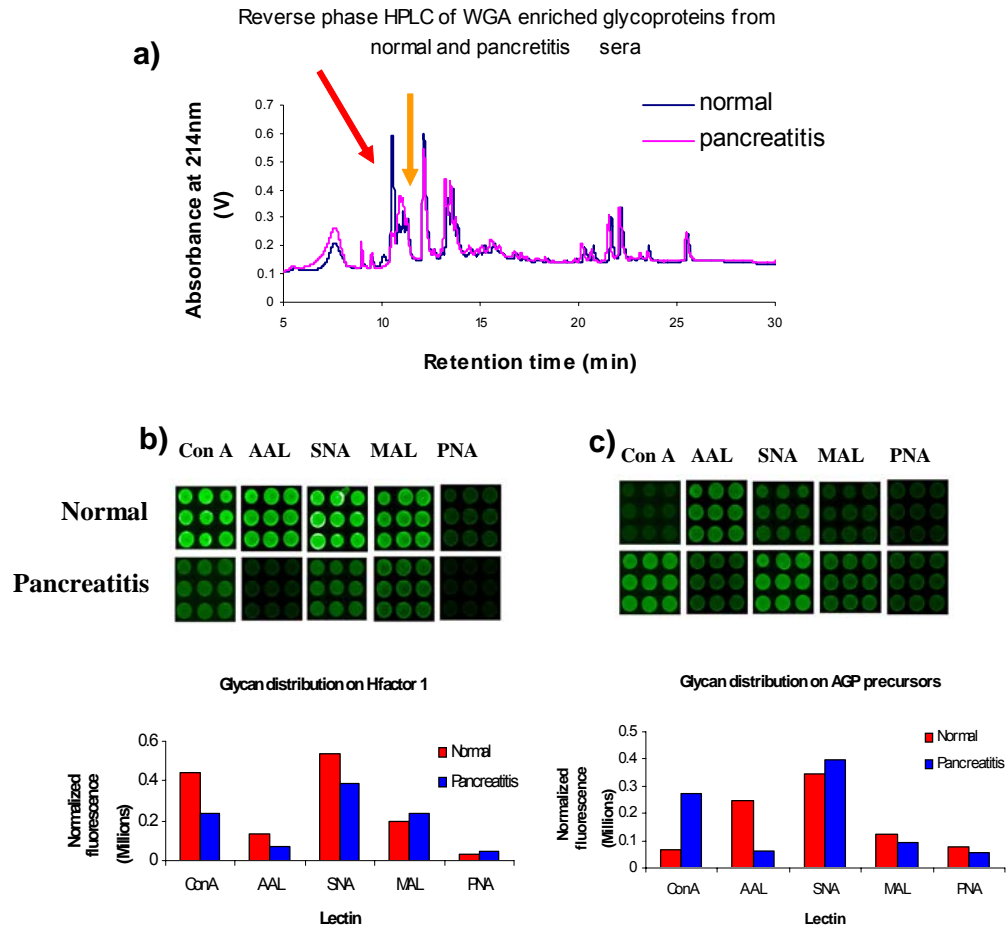 Reverse phase HPLC of WGA enriched glycoproteins from
normal and pancretitis sera
a)
normal
pancreatitis
Absorbance at 214nm
(V)
0.7
0.6
0.5
0.4
0.3
0.2
0.1
0
5 10 15 20 25 30
Retention time (min)
b)
Con A AAL SNA MAL PNA
Normal
Pancreatitis
c)
Con A AAL SNA MAL PNA
Glycan distribution on Hfactor 1
Normalized
fluorescence
(Millions)
0.6
0.4
0.2
0
Normal
Pancreatitis
ConA AAL SNA MAL PNA
Lectin
Glycan distribution on AGP precursors
Normalized
fluorescence
(Millions)
0.5
0.4
0.3
0.2
0.1
0
Normal
Pancreatitis
ConA AAL SNA MAL PNA
Lectin